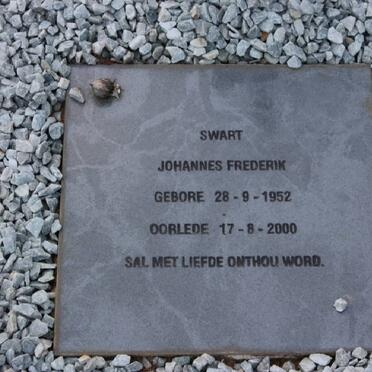 SWART
JOHANNES FREDERIK
GEBORE 28 - 9 - 1952
-
OORLEDE 17 - 8 - 2000
SAL MET LIEFDE ONTHOU WORD.